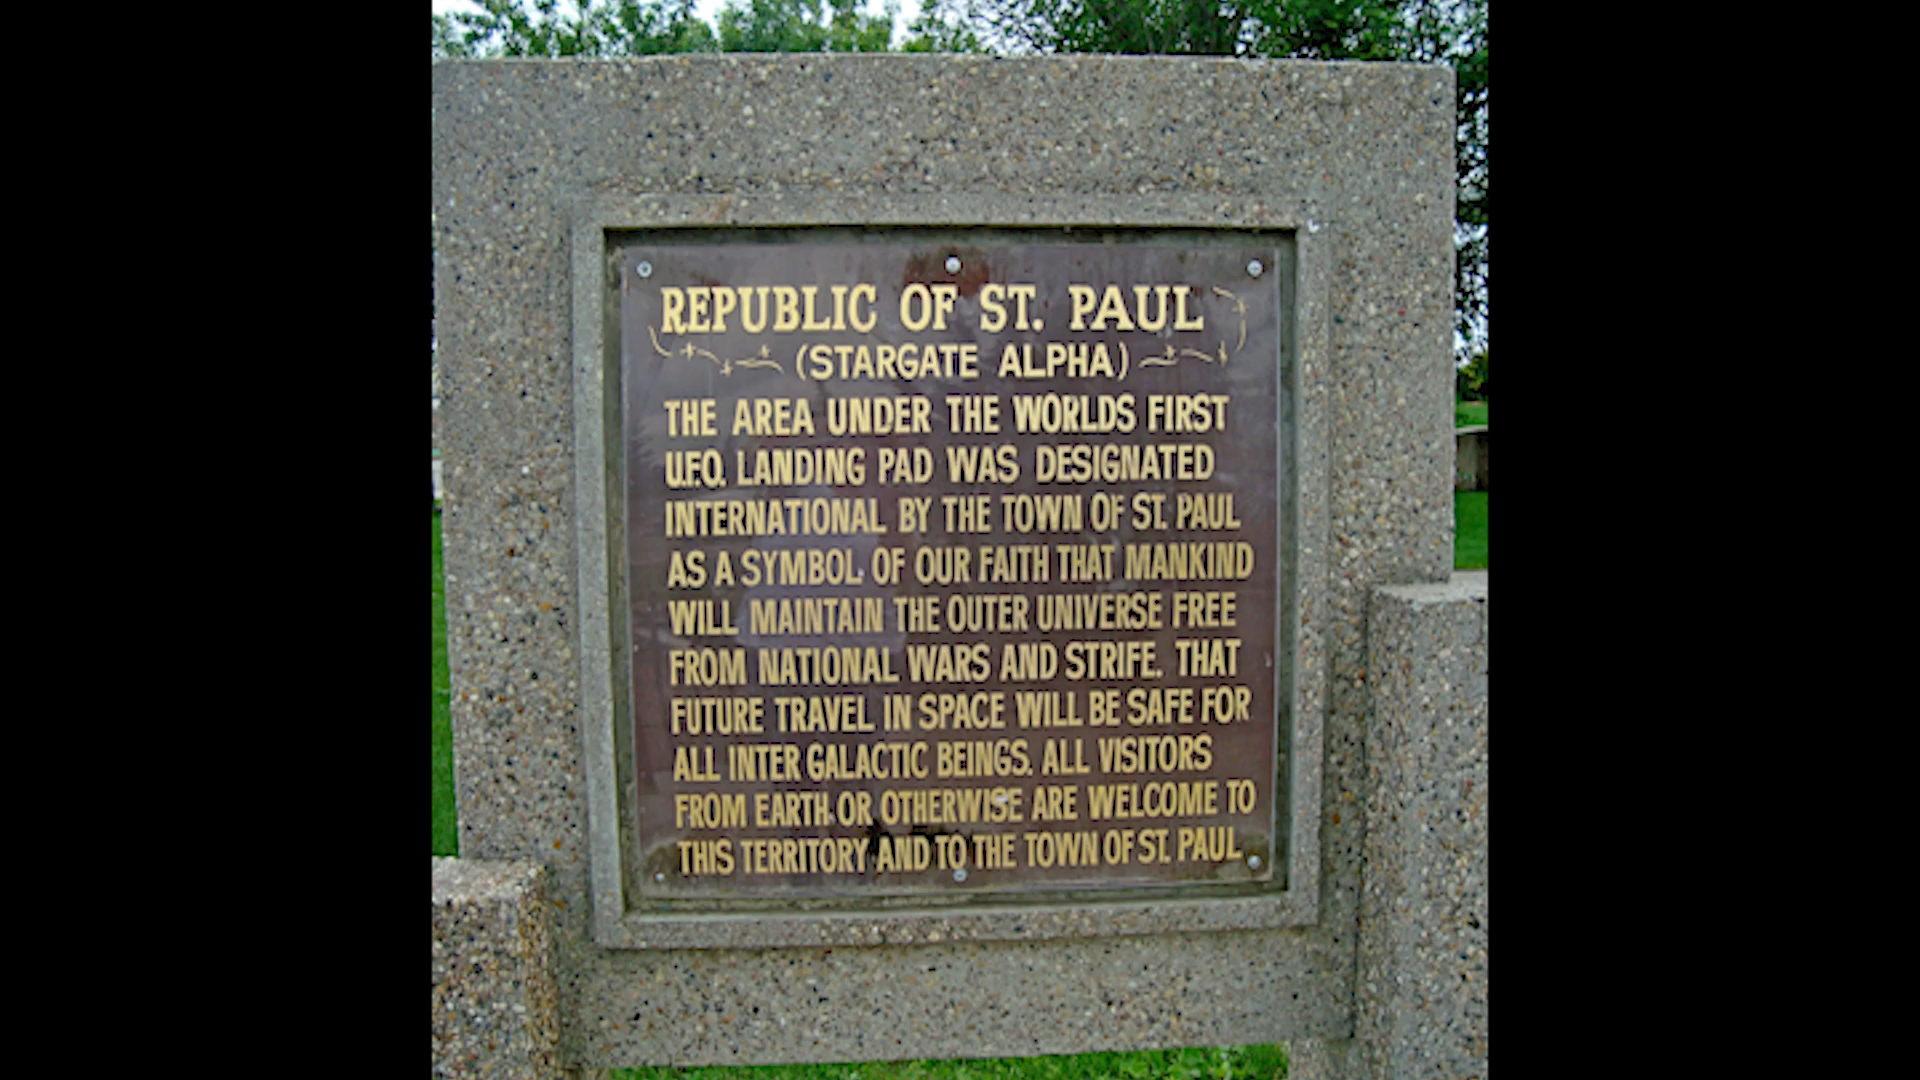 REPUBLIC OF ST. PAUL
(STARGATE ALPHA)
THE AREA UNDER THE WORLDS FIRST
U.F.O. LANDING PAD WAS DESIGNATED
INTERNATIONAL BY THE TOWN OF ST. PAUL
AS A SYMBOL OF OUR FAITH THAT MANKIND
WILL MAINTAIN THE OUTER UNIVERSE FREE
FROM NATIONAL WARS AND STRIFE. THAT
FUTURE TRAVEL IN SPACE WILL BE SAFE FOR
ALL INTER GALACTIC BEINGS. ALL VISITORS
FROM EARTH OR OTHERWISE ARE WELCOME TO
THIS TERRITORY AND TO THE TOWN OF ST. PAUL